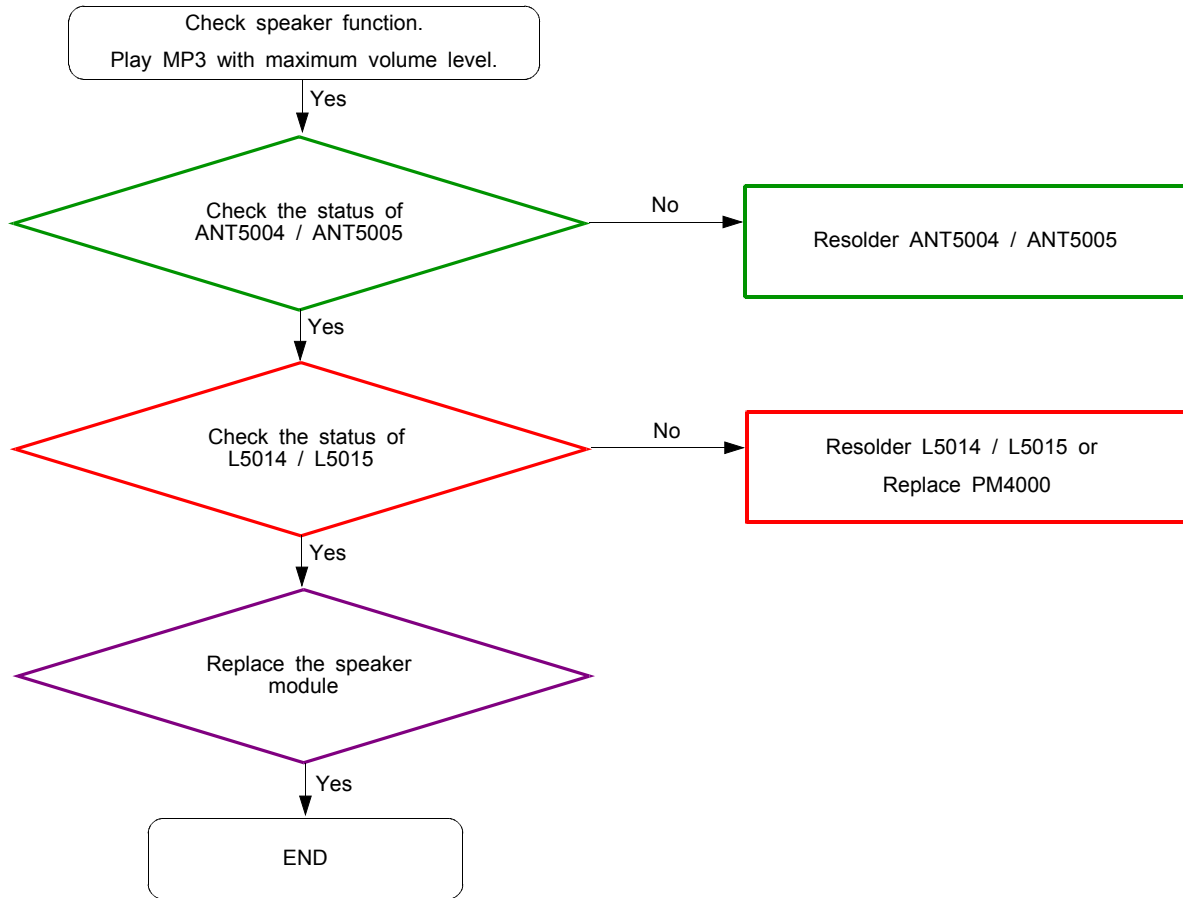 Check speaker function.
Play MP3 with maximum volume level.
Yes
Check the status of
ANT5004 / ANT5005
No
Resolder ANT5004 / ANT5005
Yes
Check the status of
L5014 / L5015
No
Resolder L5014 / L5015 or
Replace PM4000
Yes
Replace the speaker
module
Yes
END